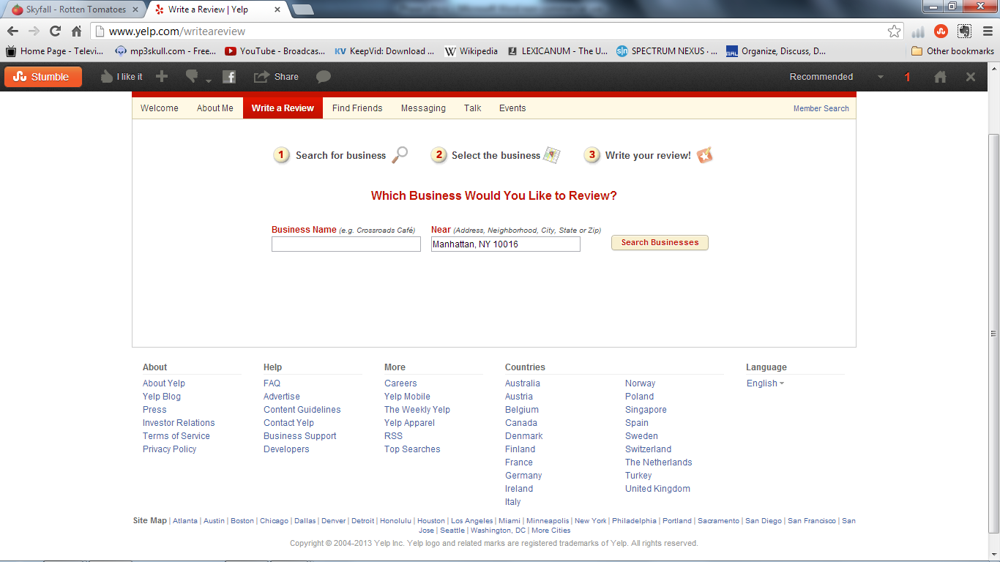 Skyfall - Rotten Tomatoes
Write a Review | Yelp
www.yelp.com/writeareview
Home Page - Televi...
mp3skull.com - Free...
YouTube - Broadcas...
KV KeepVid: Download ...
W Wikipedia
LEXICANUM - The U...
SPECTRUM NEXUS · ...
MAL Organize, Discuss, D...
Other bookmarks
Stumble
I like it
Share
Recommended
1
Welcome About Me Write a Review Find Friends Messaging Talk Events Member Search
1 Search for business 2 Select the business 3 Write your review!
Which Business Would You Like to Review?
Business Name (e.g. Crossroads Café)
Near (Address, Neighborhood, City, State or Zip)
Manhattan, NY 10016
Search Businesses
About
About Yelp
Yelp Blog
Press
Investor Relations
Terms of Service
Privacy Policy
Help
FAQ
Advertise
Content Guidelines
Contact Yelp
Business Support
Developers
More
Careers
Yelp Mobile
The Weekly Yelp
Yelp Apparel
RSS
Top Searches
Countries
Australia
Austria
Belgium
Canada
Denmark
Finland
France
Germany
Ireland
Italy
Norway
Poland
Singapore
Spain
Sweden
Switzerland
The Netherlands
Turkey
United Kingdom
Language
English
Site Map | Atlanta | Austin | Boston | Chicago | Dallas | Denver | Detroit | Honolulu | Houston | Los Angeles | Miami | Minneapolis | New York | Philadelphia | Portland | Sacramento | San Diego | San Francisco | San
Jose | Seattle | Washington, DC | More Cities
Copyright © 2004-2013 Yelp Inc. Yelp logo and related marks are registered trademarks of Yelp. All rights reserved.